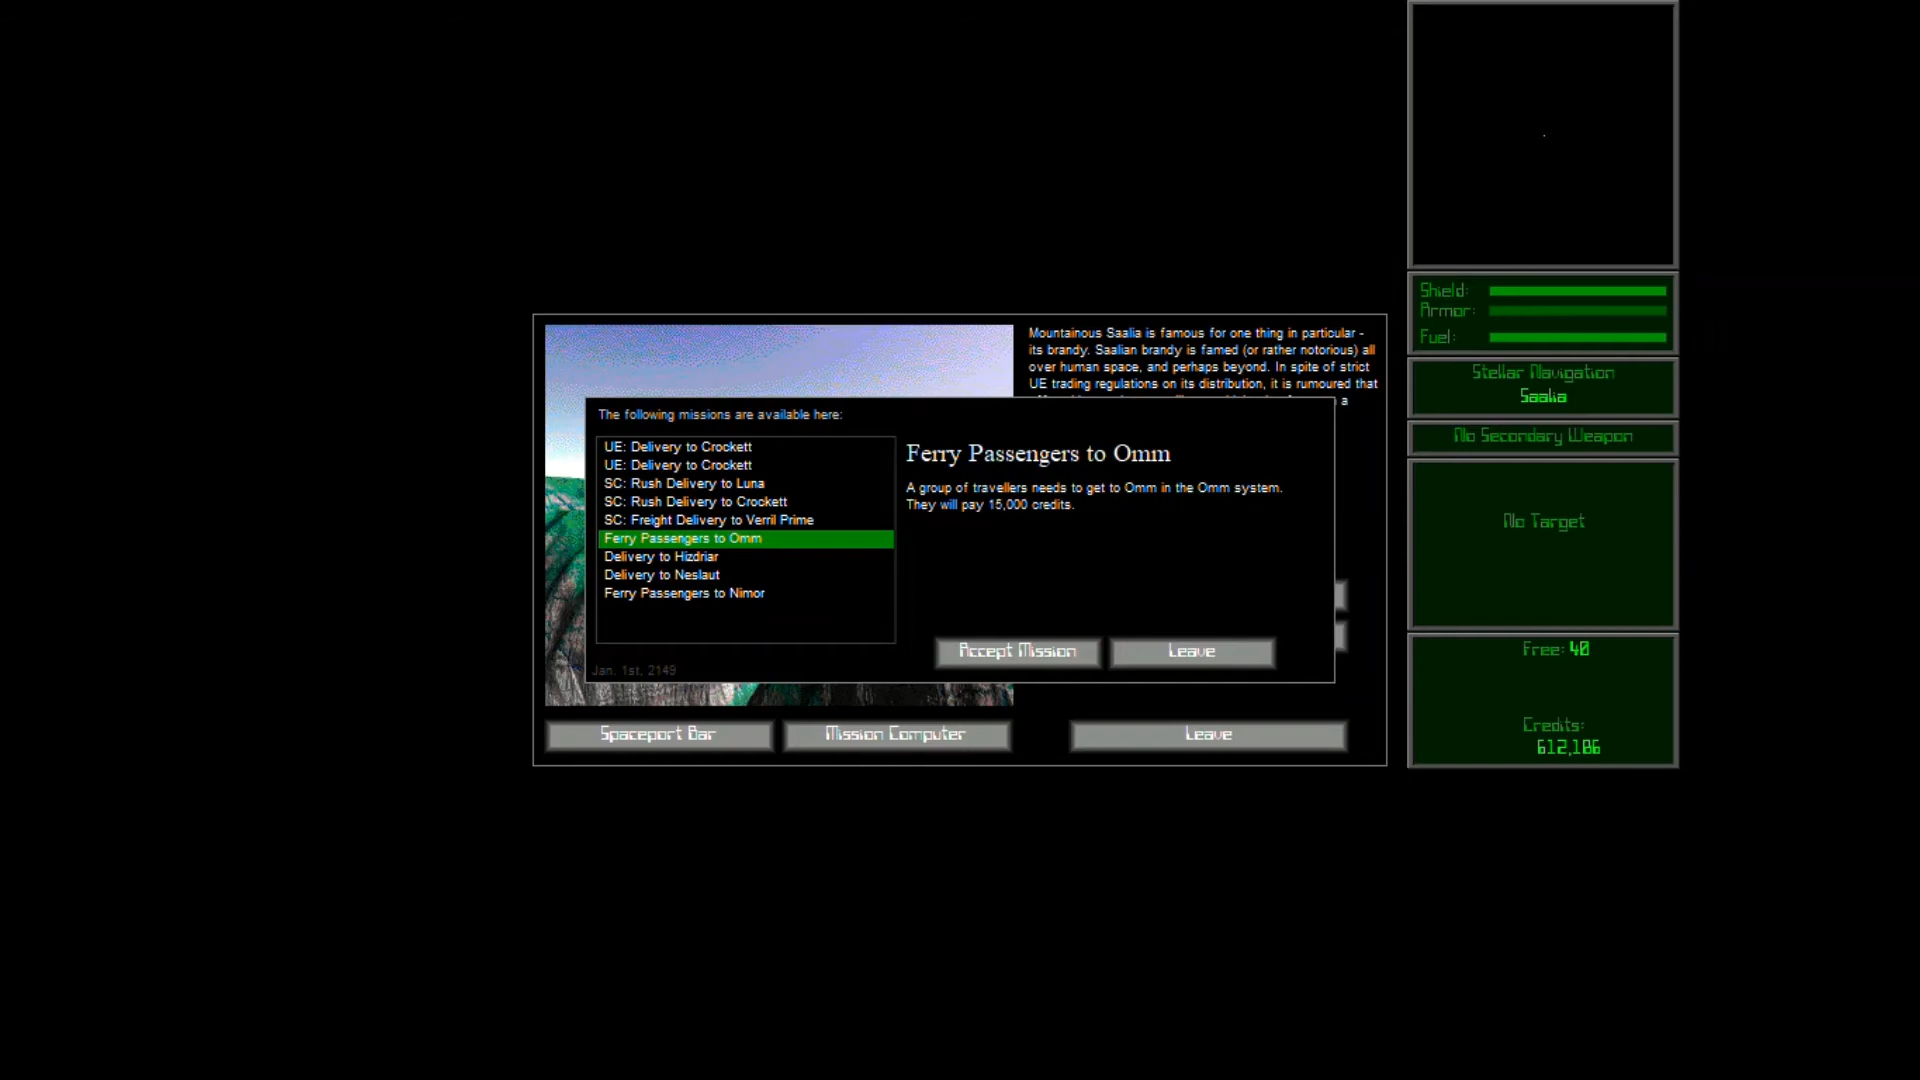 Mountainous Saalia is famous for one thing in particular -
its brandy. Saalian brandy is famed (or rather notorious) all
over human space, and perhaps beyond. In spite of strict
UE trading regulations on its distribution, it is rumoured that
a
The following missions are available here:
UE: Delivery to Crockett
UE: Delivery to Crockett
SC: Rush Delivery to Luna
SC: Rush Delivery to Crockett
SC: Freight Delivery to Verril Prime
Ferry Passengers to Omm
Delivery to Hizdriar
Delivery to Neslaut
Ferry Passengers to Nimor
Ferry Passengers to Omm
A group of travellers needs to get to Omm in the Omm system.
They will pay 15,000 credits.
Accept Mission
Leave
Jan. 1st, 2149
Spaceport Bar
Mission Computer
Leave
Shield:
Armor:
Fuel:
Stellar Navigation
Saalia
No Secondary Weapon
No Target
Free: 40
Credits:
612,186